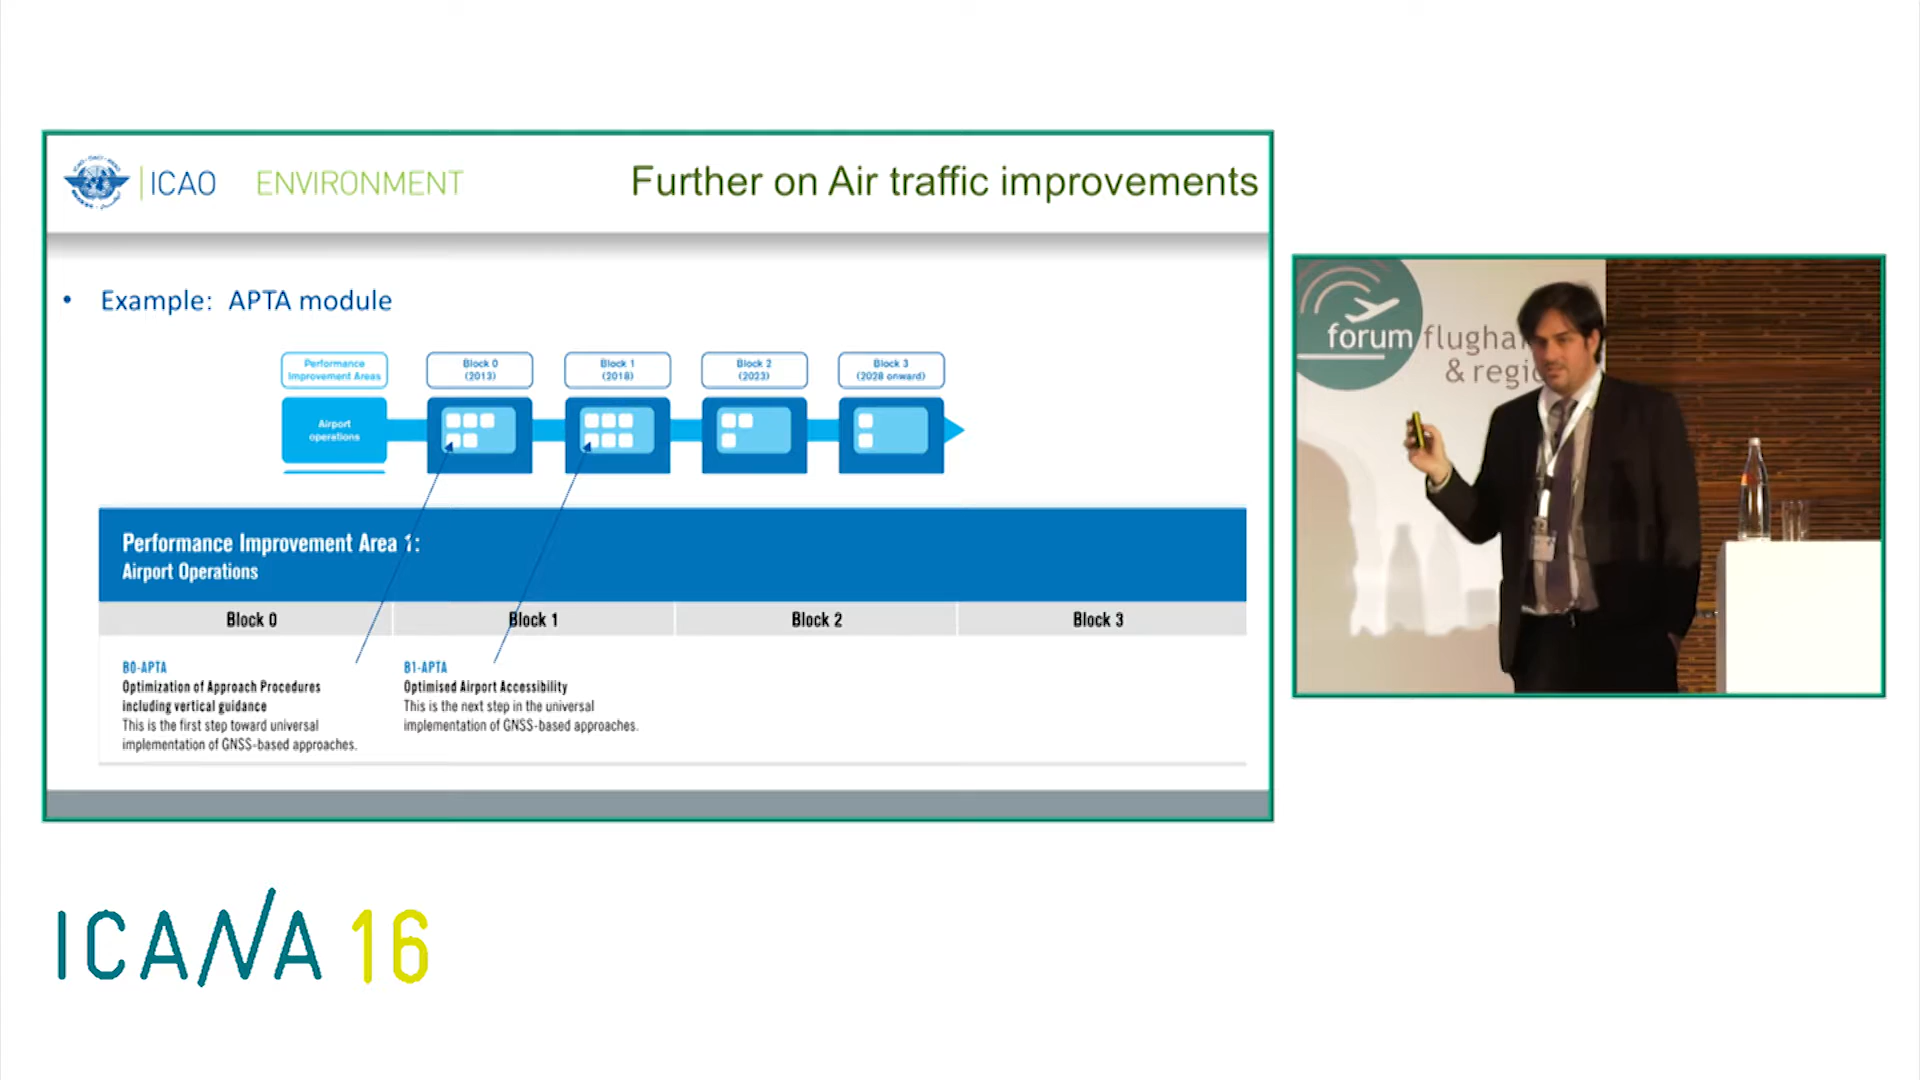 ICAO ENVIRONMENT
Further on Air traffic improvements
• Example: APTA module
Performance
Improvement Areas
Block 0
(2013)
Block 1
(2018)
Block 2
(2023)
Block 3
(2028 onward)
Airport
operations
Performance Improvement Area 1:
Airport Operations
Block 0
Block 1
Block 2
Block 3
B0-APTA
Optimization of Approach Procedures
including vertical guidance
This is the first step toward universal
implementation of GNSS-based approaches.
B1-APTA
Optimised Airport Accessibility
This is the next step in the universal
implementation of GNSS-based approaches.
forum
& 
ICANA 16